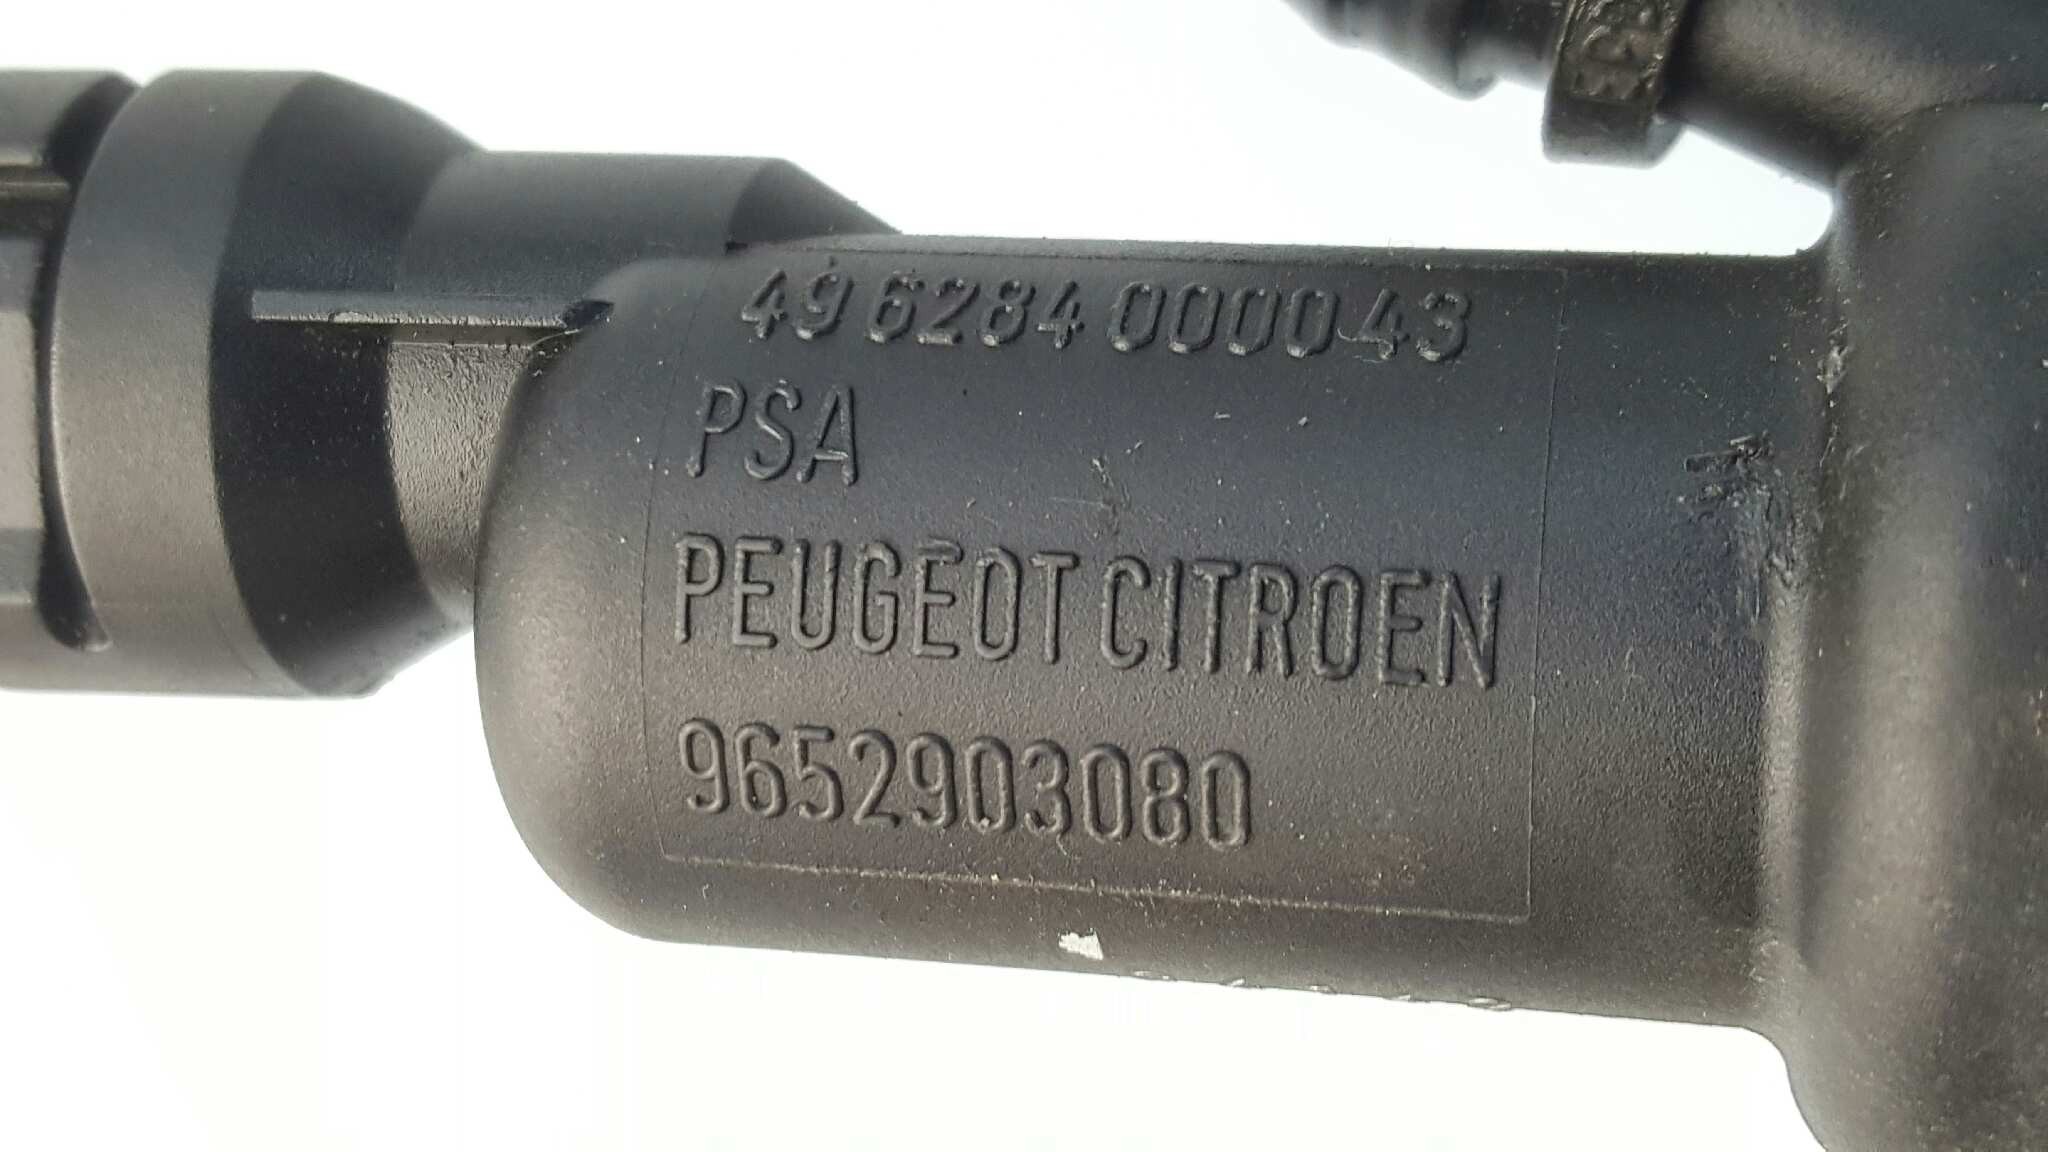 49 6284 000043
PSA
PEUGEOT CITROEN
9652903080